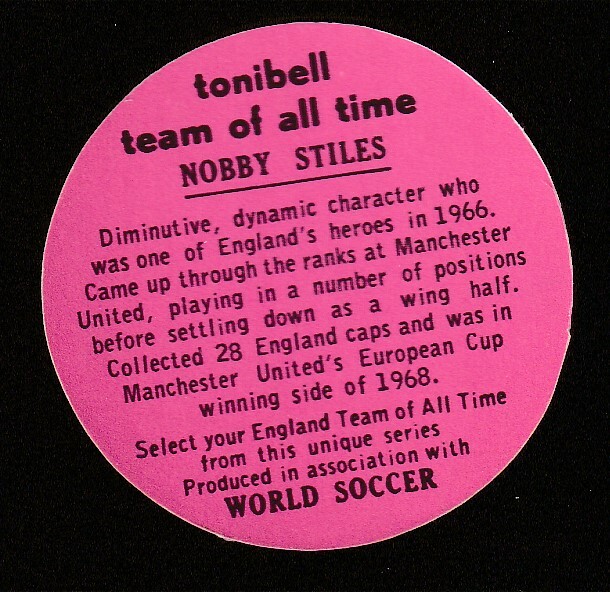 tonibell
team of all time
NOBBY STILES
Diminutive, dynamic character who
was one of England's heroes in 1966.
Came up through the ranks at Manchester
United, playing in a number of positions
before settling down as a wing half.
Collected 28 England caps and was in
Manchester United's European Cup
winning side of 1968.
Select your England Team of All Time
from this unique series
Produced in association with
WORLD SOCCER